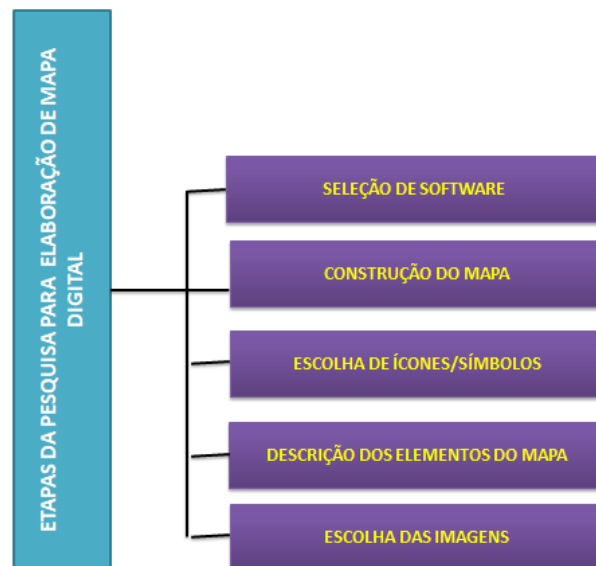 ETAPAS DA PESQUISA PARA ELABORAÇÃO DE MAPA
DIGITAL
SELEÇÃO DE SOFTWARE
CONSTRUÇÃO DO MAPA
ESCOLHA DE ÍCONES/SÍMBOLOS
DESCRIÇÃO DOS ELEMENTOS DO MAPA
ESCOLHA DAS IMAGENS